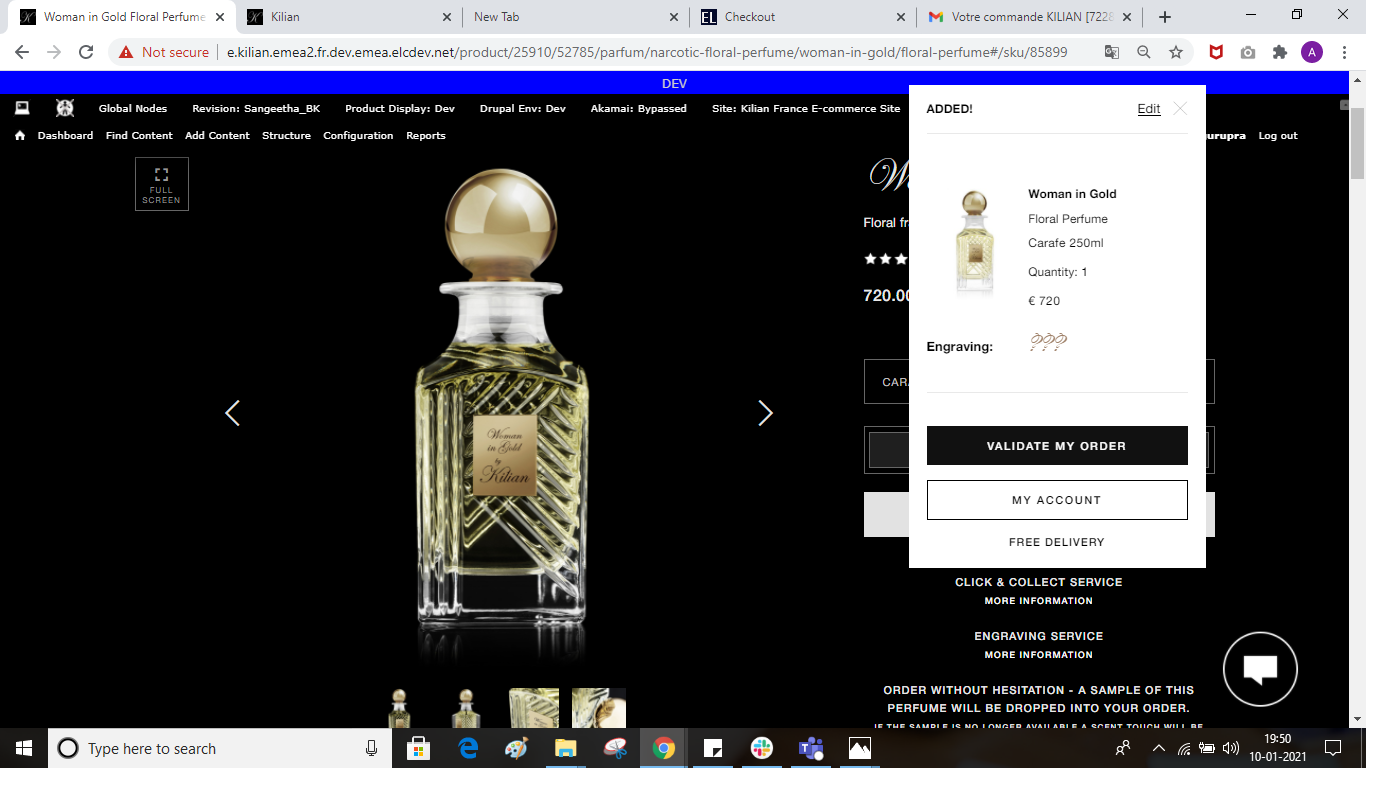 Woman in Gold Floral Perfume
Kilian
New Tab
Checkout
Votre commande KILIAN [7228
Not secure
e.kilian.emea2.fr.dev.emea.elcdev.net/product/25910/52785/parfum/narcotic-floral-perfume/woman-in-gold/floral-perfume#/sku/85899
A
DEV
Global Nodes
Revision: Sangeetha_BK
Product Display: Dev
Drupal Env: Dev
Akamai: Bypassed
Site: Kilian France E-commerce Site
Dashboard
Find Content
Add Content
Structure
Configuration
Reports
urupra
Log out
FULL
SCREEN
Woman
in Gold
by
Kilian
Floral fr
720.00
CARA
ADDED!
Edit
Woman in Gold
Floral Perfume
Carafe 250ml
Quantity: 1
€ 720
Engraving:
???
VALIDATE MY ORDER
MY ACCOUNT
FREE DELIVERY
CLICK & COLLECT SERVICE
MORE INFORMATION
ENGRAVING SERVICE
MORE INFORMATION
ORDER WITHOUT HESITATION - A SAMPLE OF THIS
PERFUME WILL BE DROPPED INTO YOUR ORDER.
IF THE SAMPLE IS NO LONGER AVAILABLE A SCENT TOUCH WILL BE
Type here to search
19:50
10-01-2021